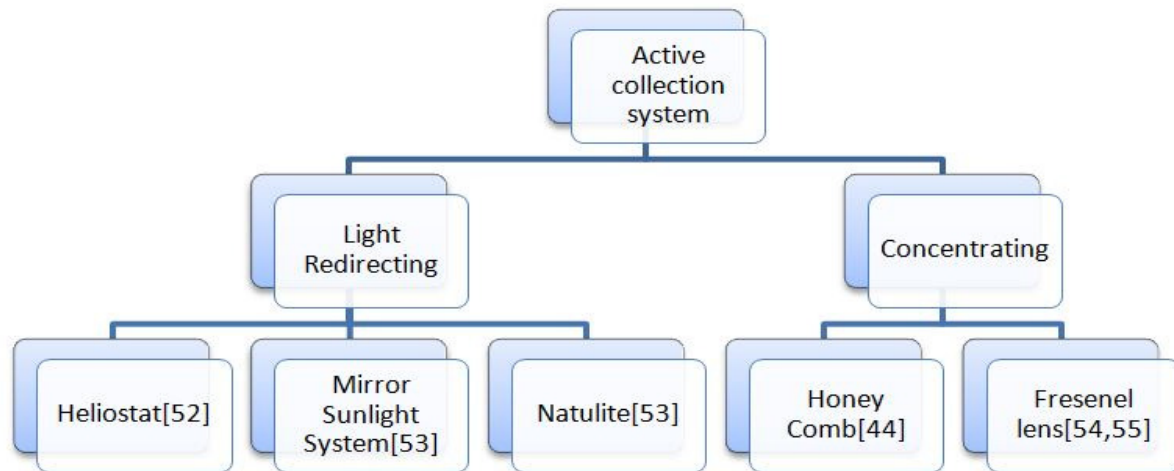 Active
collection
system
Light
Redirecting
Concentrating
Heliostat[52]
Mirror
Sunlight
System[53]
Natulite[53]
Honey
Comb[44]
Fresenel
lens[54,55]